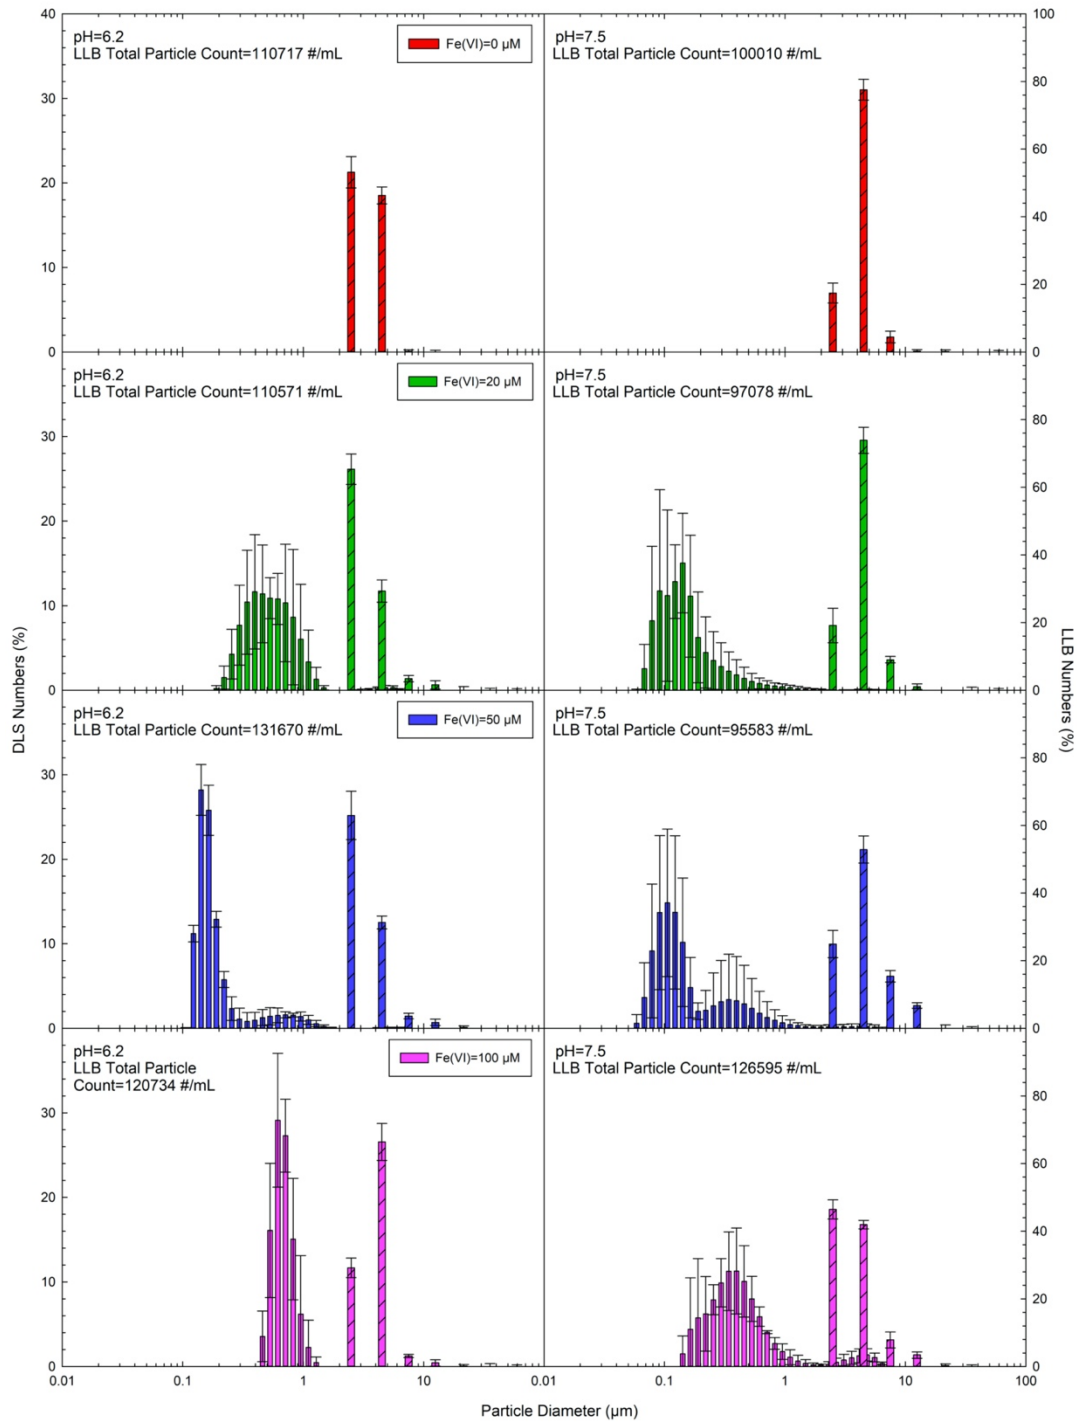 pH=6.2
LLB Total Particle Count=110717 #/mL
Fe(VI)=0 µM
pH=7.5
LLB Total Particle Count=100010 #/mL
100
80
60
40
20
0
30
20
10
0
pH=6.2
LLB Total Particle Count=110571 #/mL
Fe(VI)=20 µM
pH=7.5
LLB Total Particle Count=97078 #/mL
80
60
40
20
0
30
20
10
0
DLS Numbers (%)
LLB Numbers (%)
pH=6.2
LLB Total Particle Count=131670 #/mL
Fe(VI)=50 µM
pH=7.5
LLB Total Particle Count=95583 #/mL
80
60
40
20
0
30
20
10
0
pH=6.2
LLB Total Particle
Count=120734 #/mL
Fe(VI)=100 µM
pH=7.5
LLB Total Particle Count=126595 #/mL
80
60
40
20
0
30
20
10
0
0.01 0.1 1 10 0.01 0.1 1 10 100
Particle Diameter (µm)